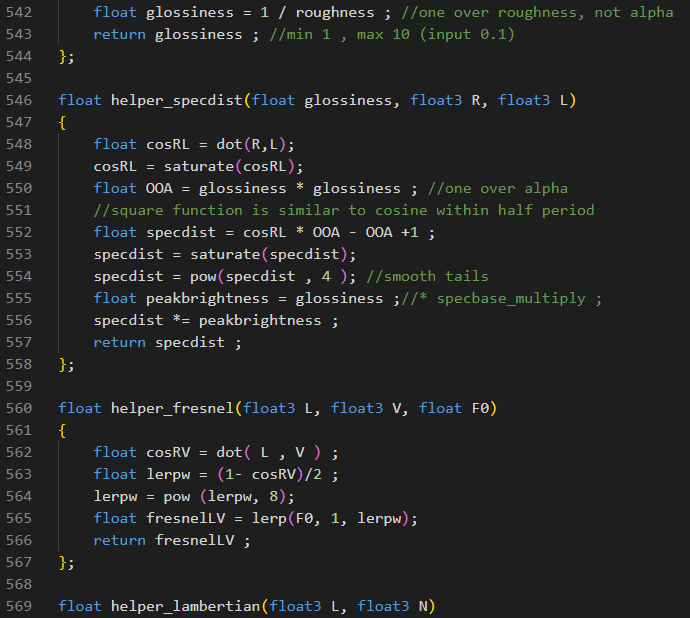 542 float glossiness = 1 / roughness ; //one over roughness, not alpha
543 return glossiness ; //min 1 , max 10 (input 0.1)
544 };
545
546 float helper_specdist(float glossiness, float3 R, float3 L)
547 {
548 float cosRL = dot(R,L);
549 cosRL = saturate(cosRL);
550 float OOA = glossiness * glossiness ; //one over alpha
551 //square function is similar to cosine within half period
552 float specdist = cosRL * OOA - OOA +1 ;
553 specdist = saturate(specdist);
554 specdist = pow(specdist , 4 ); //smooth tails
555 float peakbrightness = glossiness ;//* specbase_multiply ;
556 specdist *= peakbrightness ;
557 return specdist ;
558 };
559
560 float helper_fresnel(float3 L, float3 V, float F0)
561 {
562 float cosRV = dot( L , V ) ;
563 float lerpw = (1- cosRV)/2 ;
564 lerpw = pow (lerpw, 8);
565 float fresnelLV = lerp(F0, 1, lerpw);
566 return fresnelLV ;
567 };
568
569 float helper_lambertian(float3 L, float3 N)